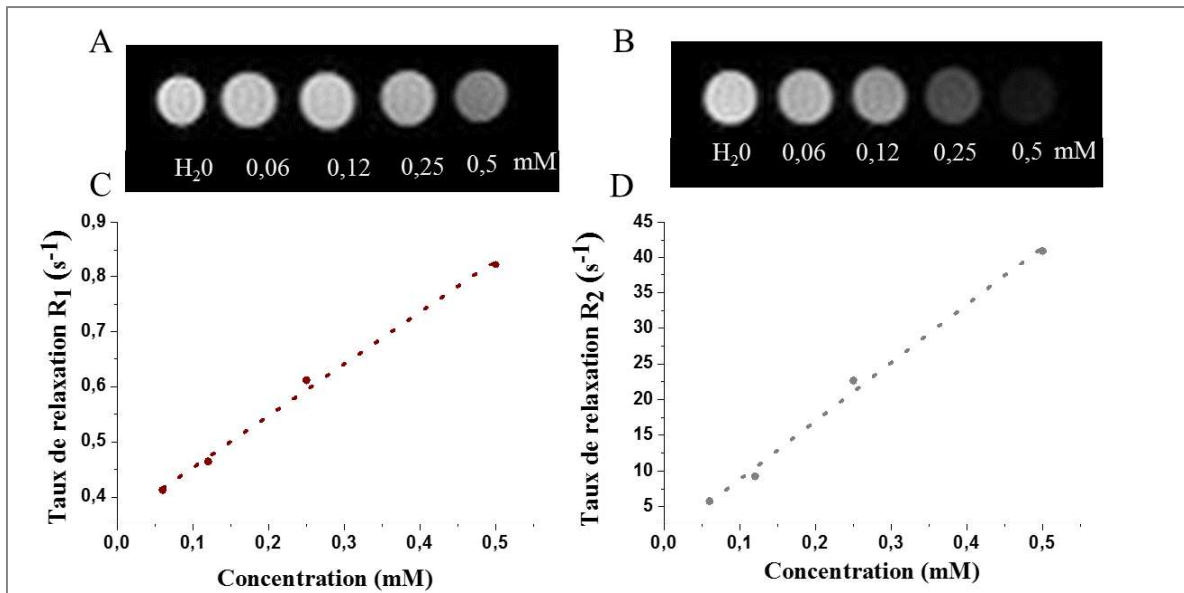 A
H₂0 0,06 0,12 0,25 0,5 mM
B
H₂0 0,06 0,12 0,25 0,5 mM
C
Taux de relaxation R₁ (s⁻¹)
0,9
0,8
0,7
0,6
0,5
0,4
0,0 0,1 0,2 0,3 0,4 0,5
Concentration (mM)
D
Taux de relaxation R₂ (s⁻¹)
45
40
35
30
25
20
15
10
5
0,0 0,1 0,2 0,3 0,4 0,5
Concentration (mM)